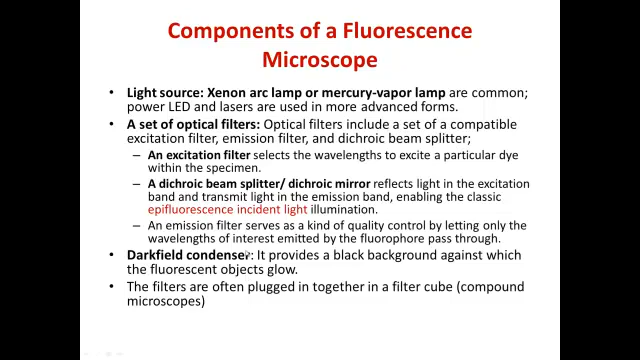 Components of a Fluorescence
Microscope
• Light source: Xenon arc lamp or mercury-vapor lamp are common;
power LED and lasers are used in more advanced forms.
• A set of optical filters: Optical filters include a set of a compatible
excitation filter, emission filter, and dichroic beam splitter;
– An excitation filter selects the wavelengths to excite a particular dye
within the specimen.
– A dichroic beam splitter/ dichroic mirror reflects light in the excitation
band and transmit light in the emission band, enabling the classic
epifluorescence incident light illumination.
– An emission filter serves as a kind of quality control by letting only the
wavelengths of interest emitted by the fluorophore pass through.
• Darkfield condenser: It provides a black background against which
the fluorescent objects glow.
• The filters are often plugged in together in a filter cube (compound
microscopes)